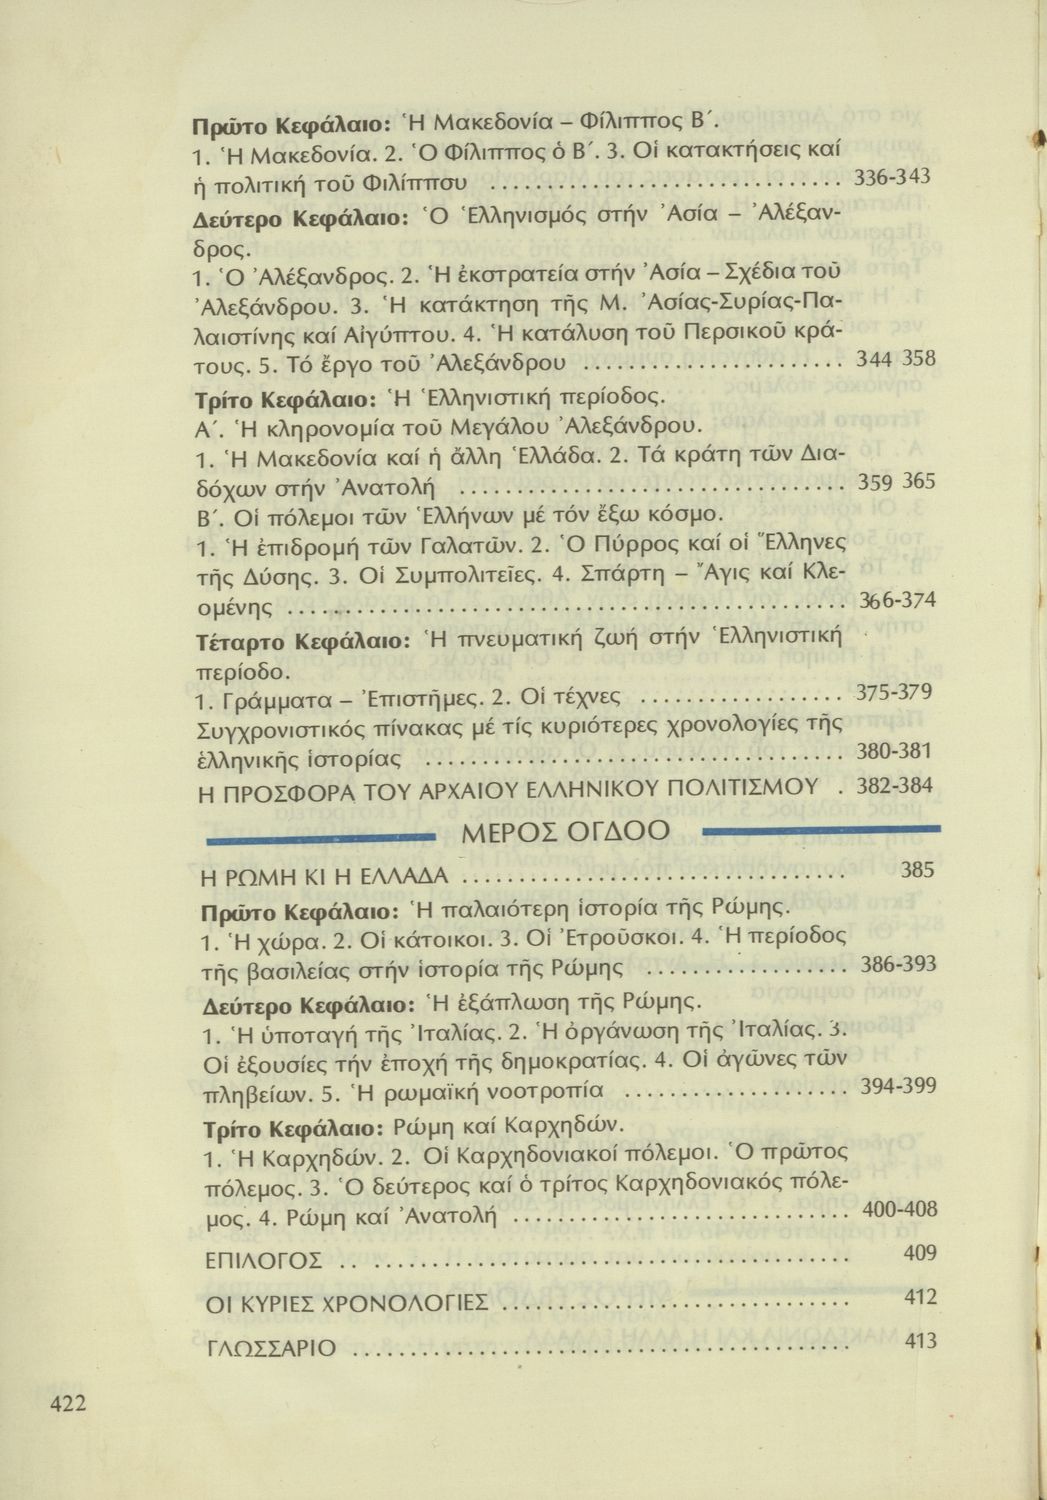 Πρῶτο Κεφάλαιο: Ἡ Μακεδονία – Φίλιππος Β΄.
1. Ἡ Μακεδονία. 2. Ὁ Φίλιππος ὁ Β΄. 3. Οἱ κατακτήσεις καί
ἡ πολιτική τοῦ Φιλίππου ................................ 336-343
Δεύτερο Κεφάλαιο: Ὁ Ἑλληνισμός στήν Ἀσία – Ἀλέξαν-
δρος.
1. Ὁ Ἀλέξανδρος. 2. Ἡ ἐκστρατεία στήν Ἀσία – Σχέδια τοῦ
Ἀλεξάνδρου. 3. Ἡ κατάκτηση τῆς Μ. Ἀσίας-Συρίας-Πα-
λαιστίνης καί Αἰγύπτου. 4. Ἡ κατάλυση τοῦ Περσικοῦ κρά-
τους. 5. Τό ἔργο τοῦ Ἀλεξάνδρου ........................ 344 358
Τρίτο Κεφάλαιο: Ἡ Ἑλληνιστική περίοδος.
Α΄. Ἡ κληρονομία τοῦ Μεγάλου Ἀλεξάνδρου.
1. Ἡ Μακεδονία καί ἡ ἄλλη Ἑλλάδα. 2. Τά κράτη τῶν Δια-
δόχων στήν Ἀνατολή .................................. 359 365
Β΄. Οἱ πόλεμοι τῶν Ἑλλήνων μέ τόν ἔξω κόσμο.
1. Ἡ ἐπιδρομή τῶν Γαλατῶν. 2. Ὁ Πύρρος καί οἱ Ἕλληνες
τῆς Δύσης. 3. Οἱ Συμπολιτεῖες. 4. Σπάρτη – Ἄγις καί Κλε-
ομένης ................................................. 366-374
Τέταρτο Κεφάλαιο: Ἡ πνευματική ζωή στήν Ἑλληνιστική
περίοδο.
1. Γράμματα – Ἐπιστῆμες. 2. Οἱ τέχνες .................. 375-379
Συγχρονιστικός πίνακας μέ τίς κυριότερες χρονολογίες τῆς
ἑλληνικῆς ἱστορίας ..................................... 380-381
Η ΠΡΟΣΦΟΡΑ ΤΟΥ ΑΡΧΑΙΟΥ ΕΛΛΗΝΙΚΟΥ ΠΟΛΙΤΙΣΜΟΥ . 382-384
ΜΕΡΟΣ ΟΓΔΟΟ
Η ΡΩΜΗ ΚΙ Η ΕΛΛΑΔΑ .................................. 385
Πρῶτο Κεφάλαιο: Ἡ παλαιότερη ἱστορία τῆς Ρώμης.
1. Ἡ χώρα. 2. Οἱ κάτοικοι. 3. Οἱ Ἐτροῦσκοι. 4. Ἡ περίοδος
τῆς βασιλείας στήν ἱστορία τῆς Ρώμης .................. 386-393
Δεύτερο Κεφάλαιο: Ἡ ἐξάπλωση τῆς Ρώμης.
1. Ἡ ὑποταγή τῆς Ἰταλίας. 2. Ἡ ὀργάνωση τῆς Ἰταλίας. 3.
Οἱ ἐξουσίες τήν ἐποχή τῆς δημοκρατίας. 4. Οἱ ἀγῶνες τῶν
πληβείων. 5. Ἡ ρωμαϊκή νοοτροπία .................... 394-399
Τρίτο Κεφάλαιο: Ρώμη καί Καρχηδών.
1. Ἡ Καρχηδών. 2. Οἱ Καρχηδονιακοί πόλεμοι. Ὁ πρῶτος
πόλεμος. 3. Ὁ δεύτερος καί ὁ τρίτος Καρχηδονιακός πόλε-
μος. 4. Ρώμη καί Ἀνατολή .............................. 400-408
ΕΠΙΛΟΓΟΣ .. .......................................... 409
ΟΙ ΚΥΡΙΕΣ ΧΡΟΝΟΛΟΓΙΕΣ ............................... 412
ΓΛΩΣΣΑΡΙΟ ............................................ 413
422